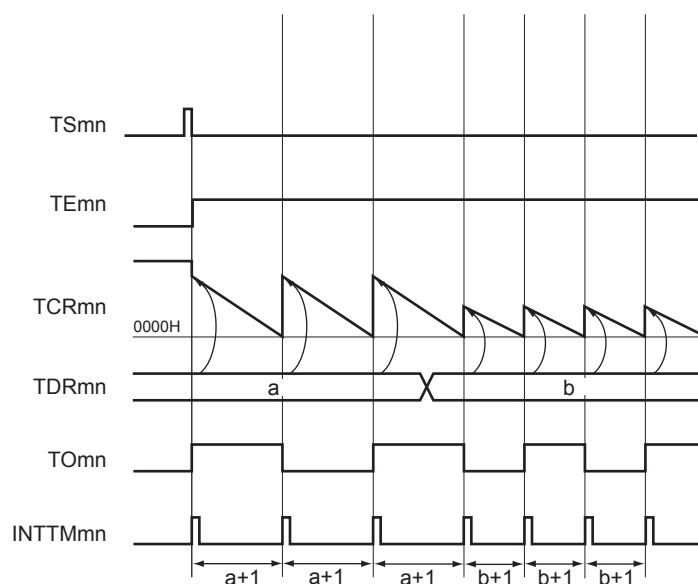 TSmn
TEmn
TCRmn
0000H
TDRmn
a
b
TOmn
INTTMmn
a+1
a+1
a+1
b+1
b+1
b+1